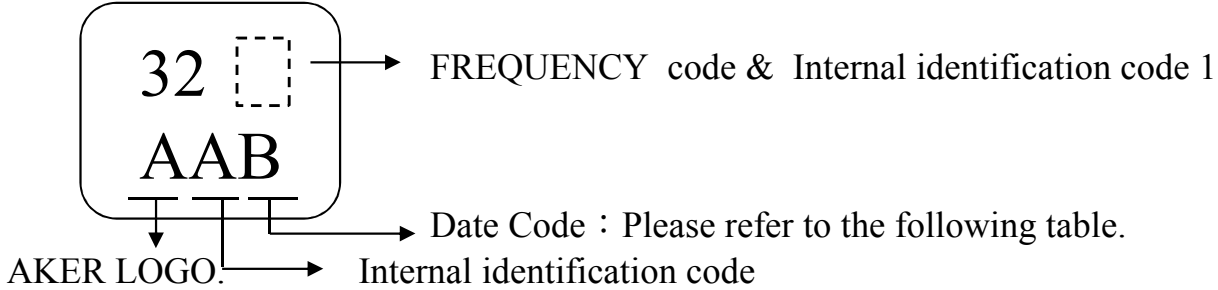 32
FREQUENCY code & Internal identification code 1
AAB
Date Code：Please refer to the following table.
AKER LOGO.
Internal identification code